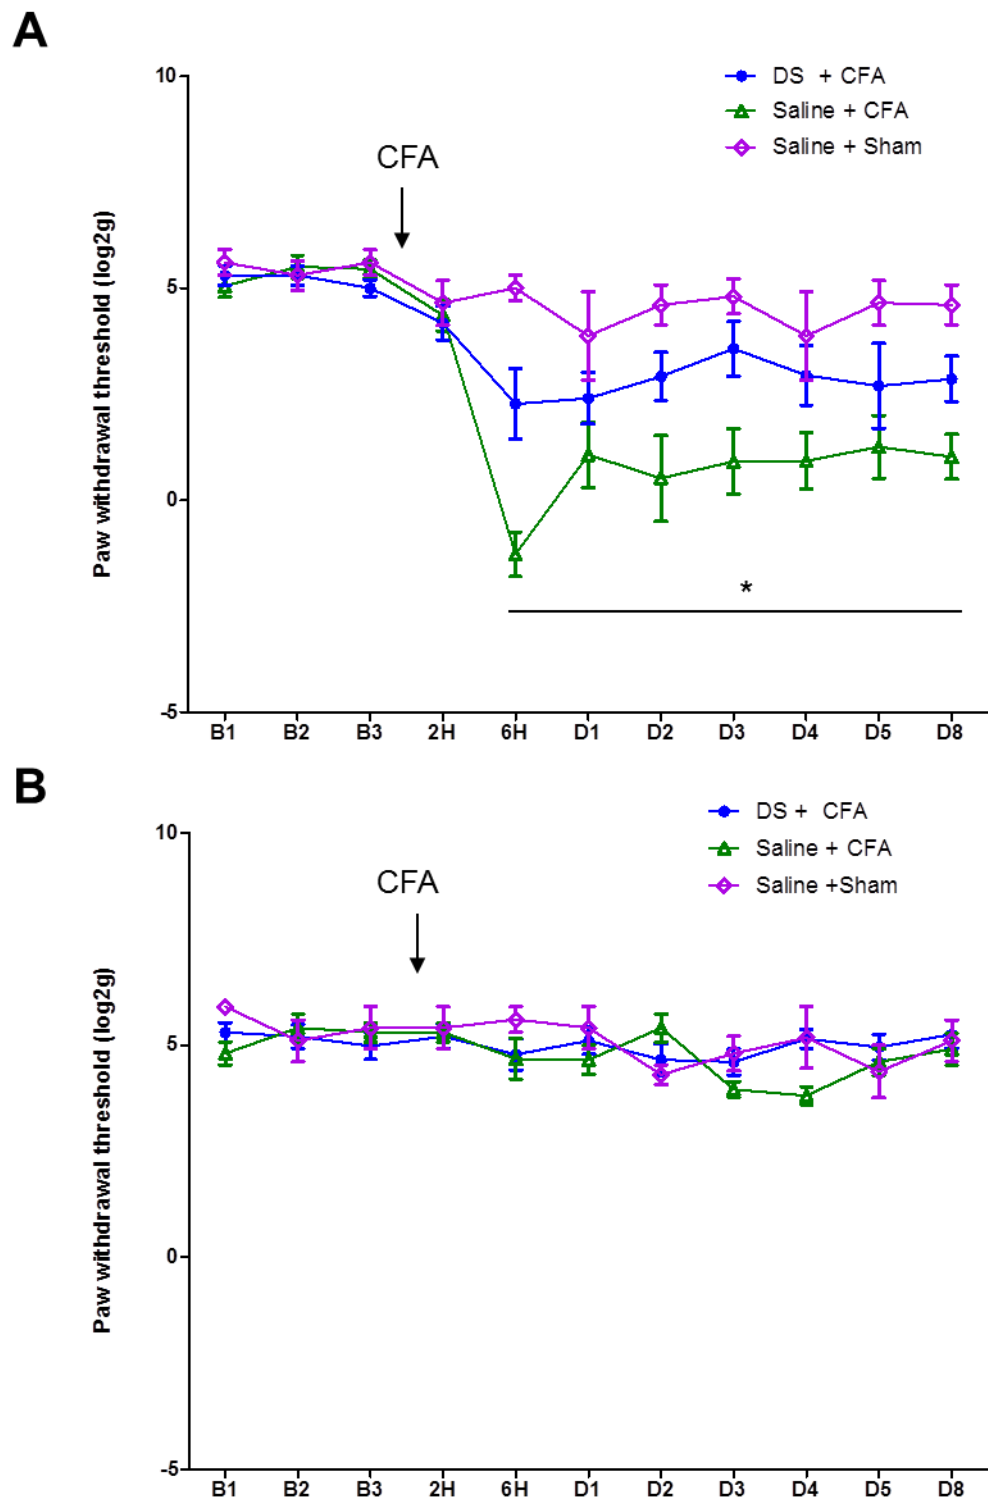 A
10
DS + CFA
Saline + CFA
Saline + Sham
CFA
5
Paw withdrawal threshold (log2g)
0
*
-5
B1 B2 B3 2H 6H D1 D2 D3 D4 D5 D8
B
10
DS + CFA
Saline + CFA
Saline +Sham
CFA
5
Paw withdrawal threshold (log2g)
0
-5
B1 B2 B3 2H 6H D1 D2 D3 D4 D5 D8